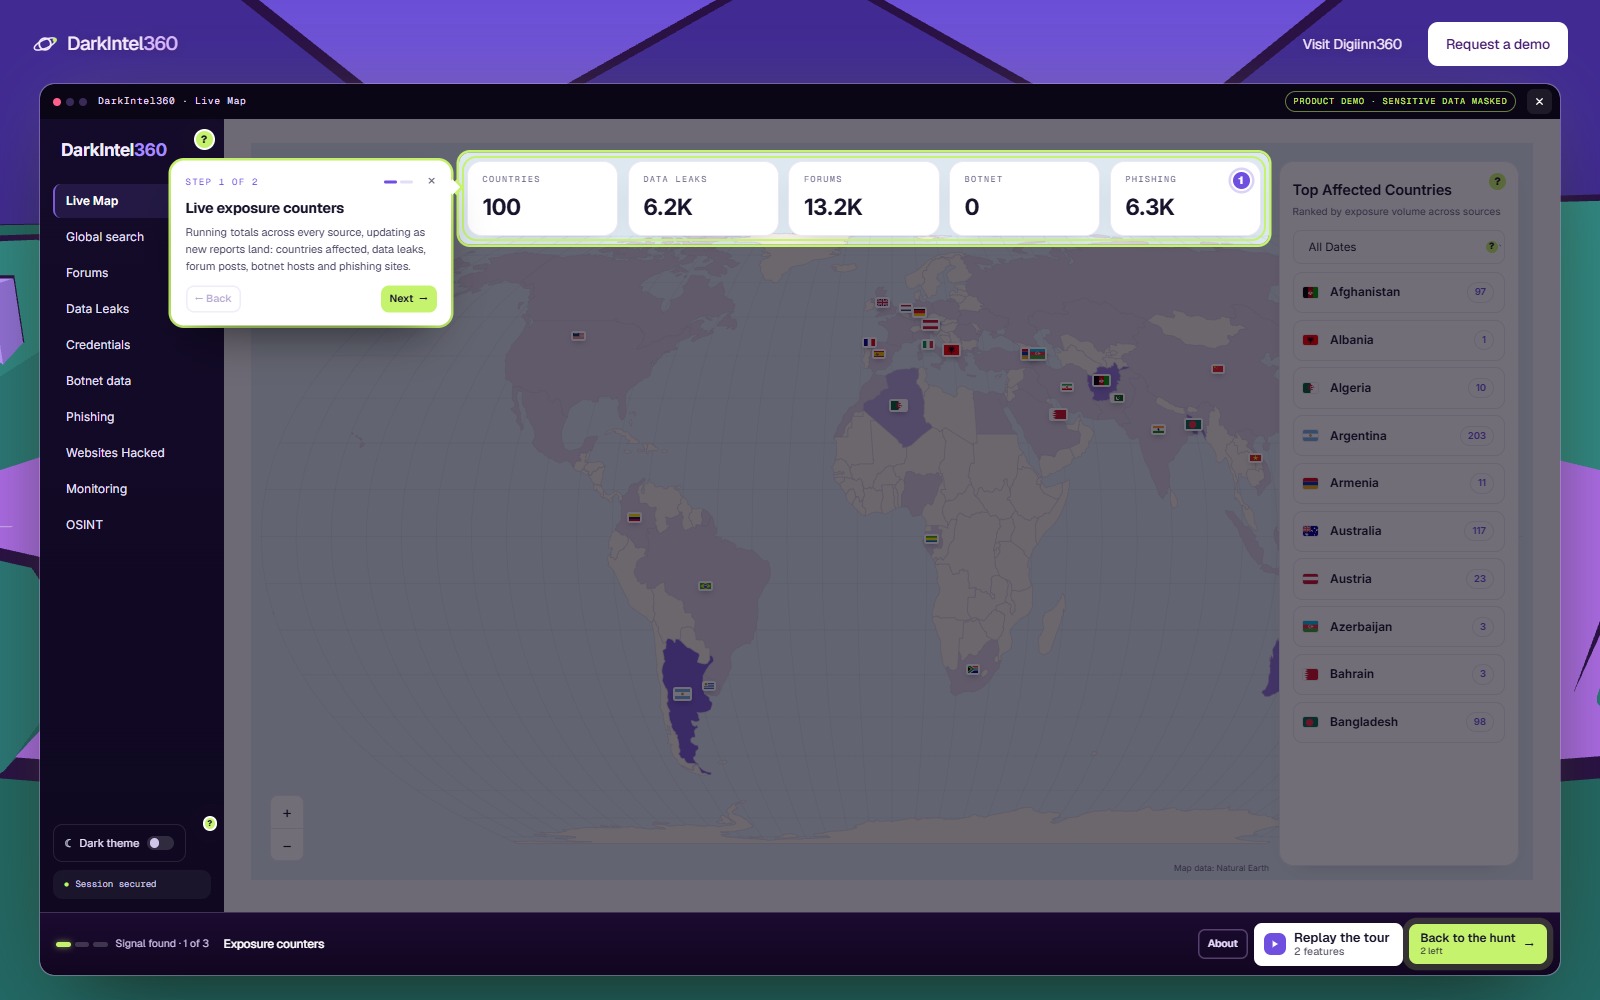 DarkIntel360
Visit Digiinn360
Request a demo
DarkIntel360 · Live Map
PRODUCT DEMO · SENSITIVE DATA MASKED
×
DarkIntel360
?
Live Map
Global search
Forums
Data Leaks
Credentials
Botnet data
Phishing
Websites Hacked
Monitoring
OSINT
Dark theme
?
Session secured
STEP 1 OF 2
×
Live exposure counters
Running totals across every source, updating as
new reports land: countries affected, data leaks,
forum posts, botnet hosts and phishing sites.
← Back
Next →
COUNTRIES
100
DATA LEAKS
6.2K
FORUMS
13.2K
BOTNET
0
PHISHING
6.3K
1
Top Affected Countries
?
Ranked by exposure volume across sources
All Dates
?
Afghanistan 97
Albania 1
Algeria 10
Argentina 203
Armenia 11
Australia 117
Austria 23
Azerbaijan 3
Bahrain 3
Bangladesh 98
+
−
Map data: Natural Earth
Signal found · 1 of 3
Exposure counters
About
Replay the tour
2 features
Back to the hunt →
2 left